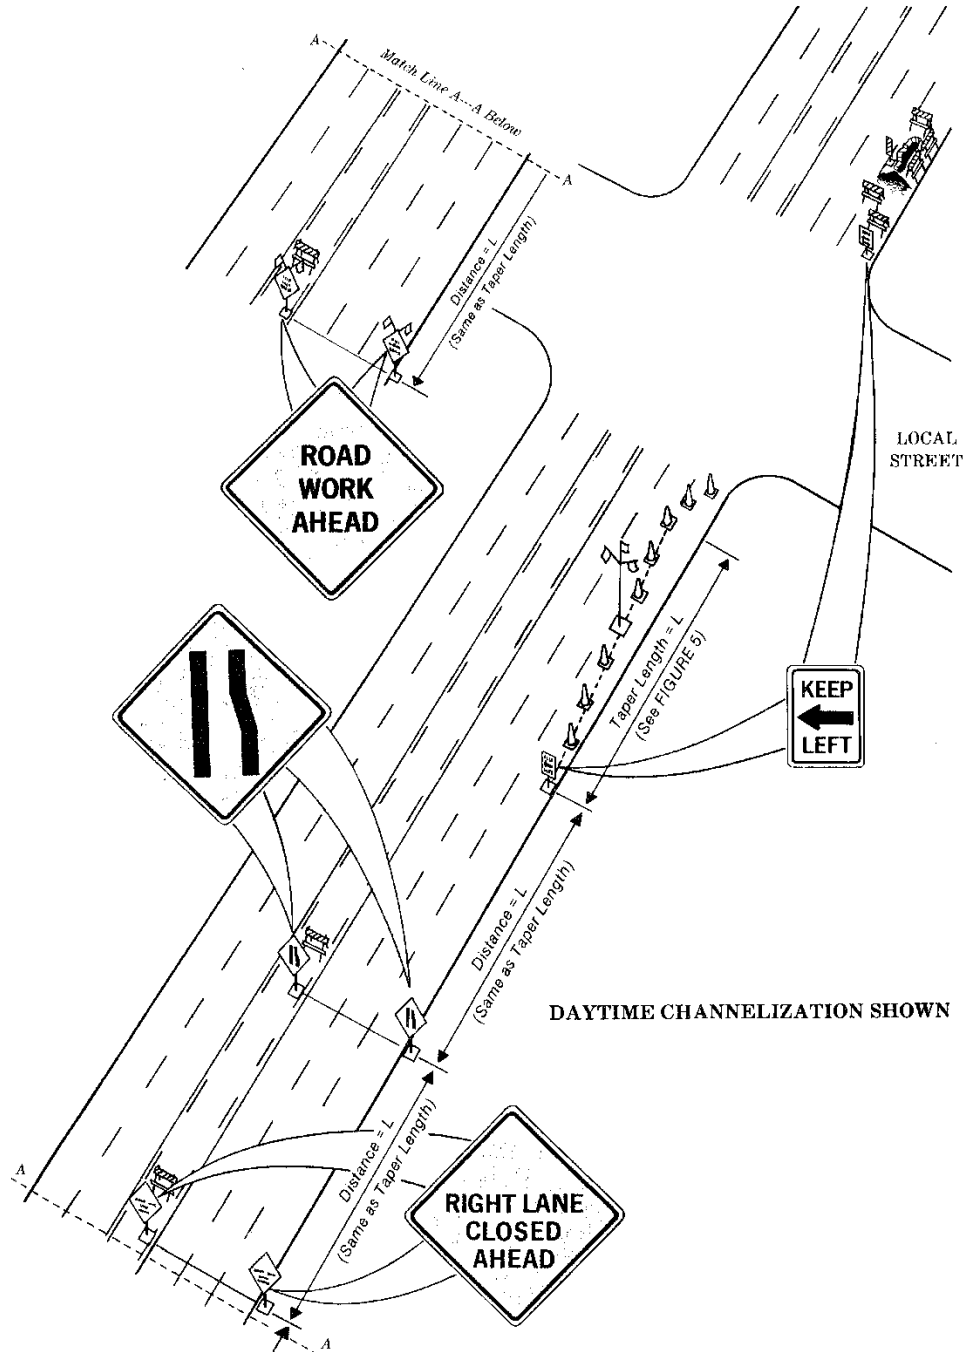 A
Match Line A—A Below
A
Distance = L
(Same as Taper Length)
ROAD
WORK
AHEAD
LOCAL
STREET
Taper Length = L
(See FIGURE 5)
KEEP
LEFT
Distance = L
(Same as Taper Length)
DAYTIME CHANNELIZATION SHOWN
Distance = L
(Same as Taper Length)
RIGHT LANE
CLOSED
AHEAD
A
A